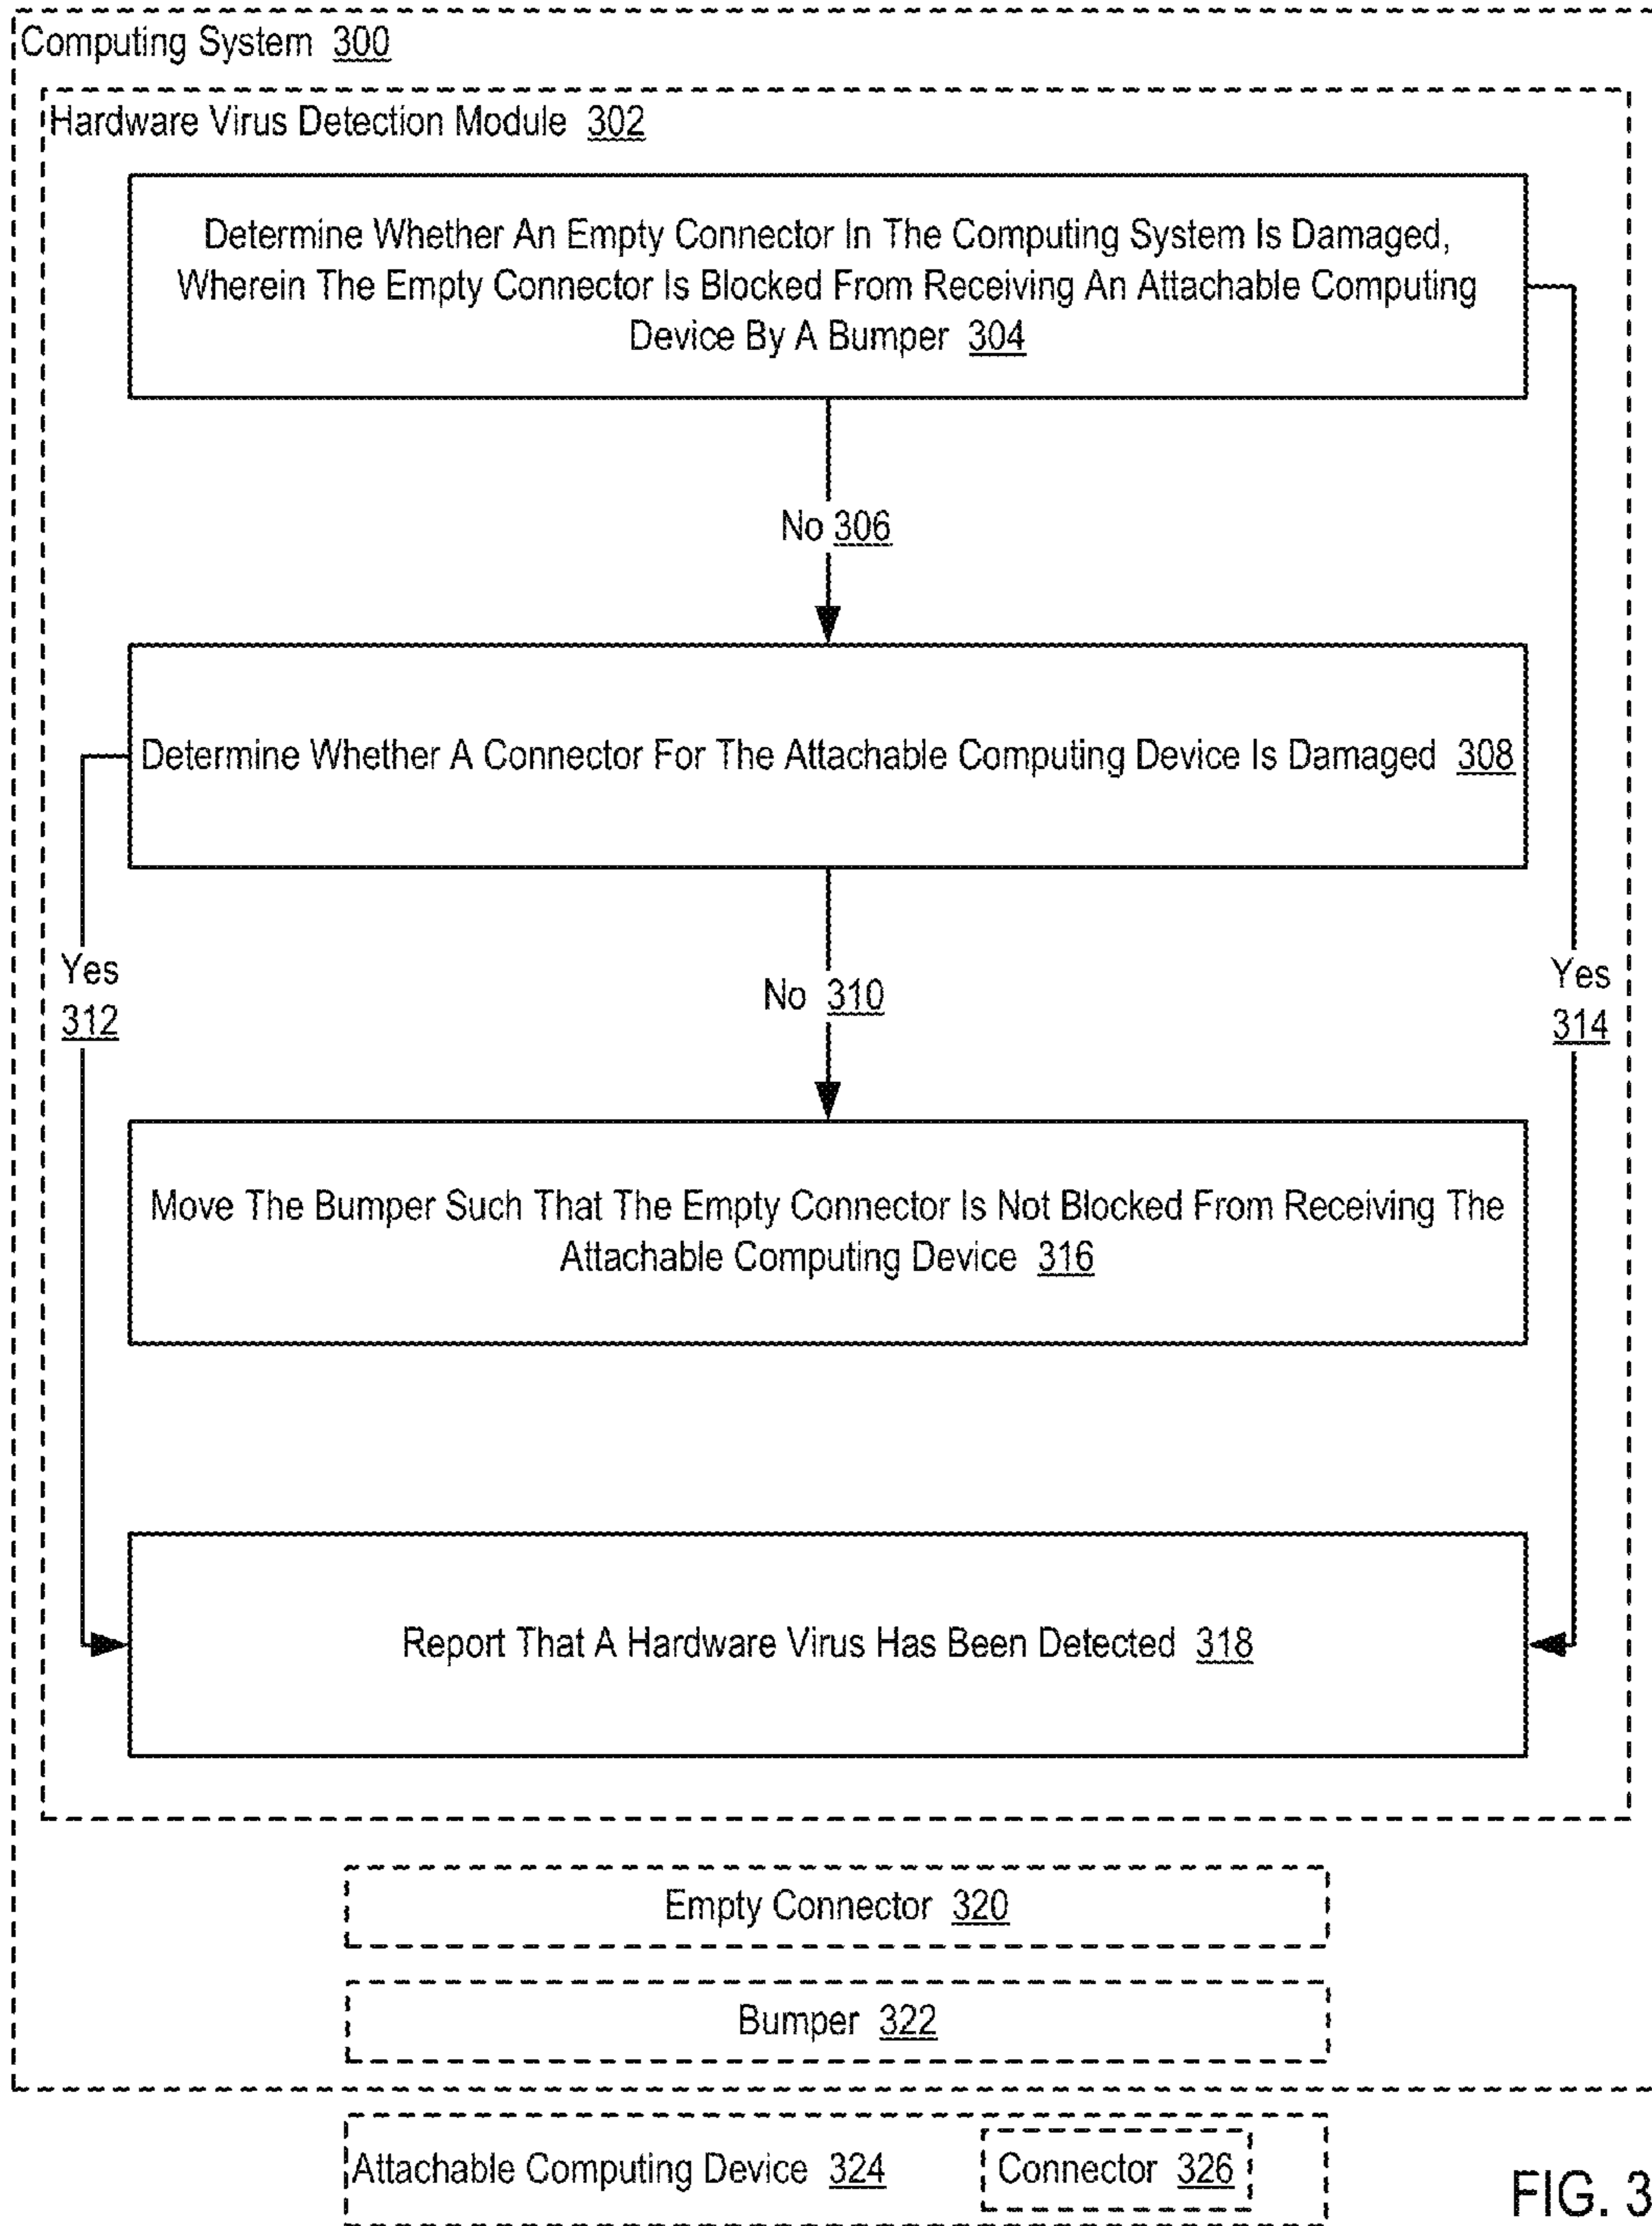 Computing System 300
Hardware Virus Detection Module 302
Determine Whether An Empty Connector In The Computing System Is Damaged,
Wherein The Empty Connector Is Blocked From Receiving An Attachable Computing
Device By A Bumper 304
No 306
Determine Whether A Connector For The Attachable Computing Device Is Damaged 308
Yes
312
No 310
Yes
314
Move The Bumper Such That The Empty Connector Is Not Blocked From Receiving The
Attachable Computing Device 316
Report That A Hardware Virus Has Been Detected 318
Empty Connector 320
Bumper 322
Attachable Computing Device 324
Connector 326
FIG. 3